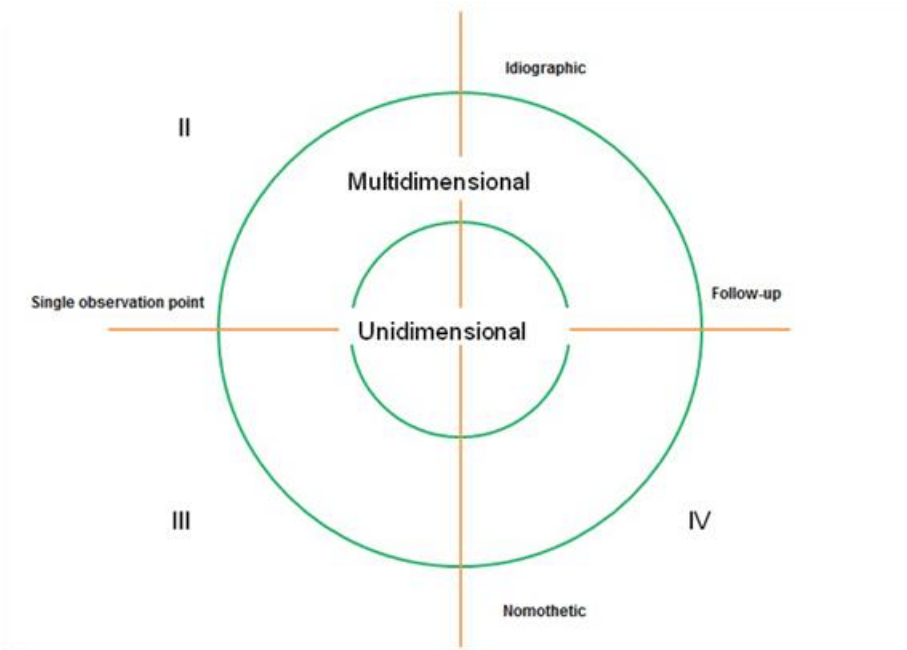 Idiographic
II
Multidimensional
Follow-up
Single observation point
Unidimensional
III
IV
Nomothetic